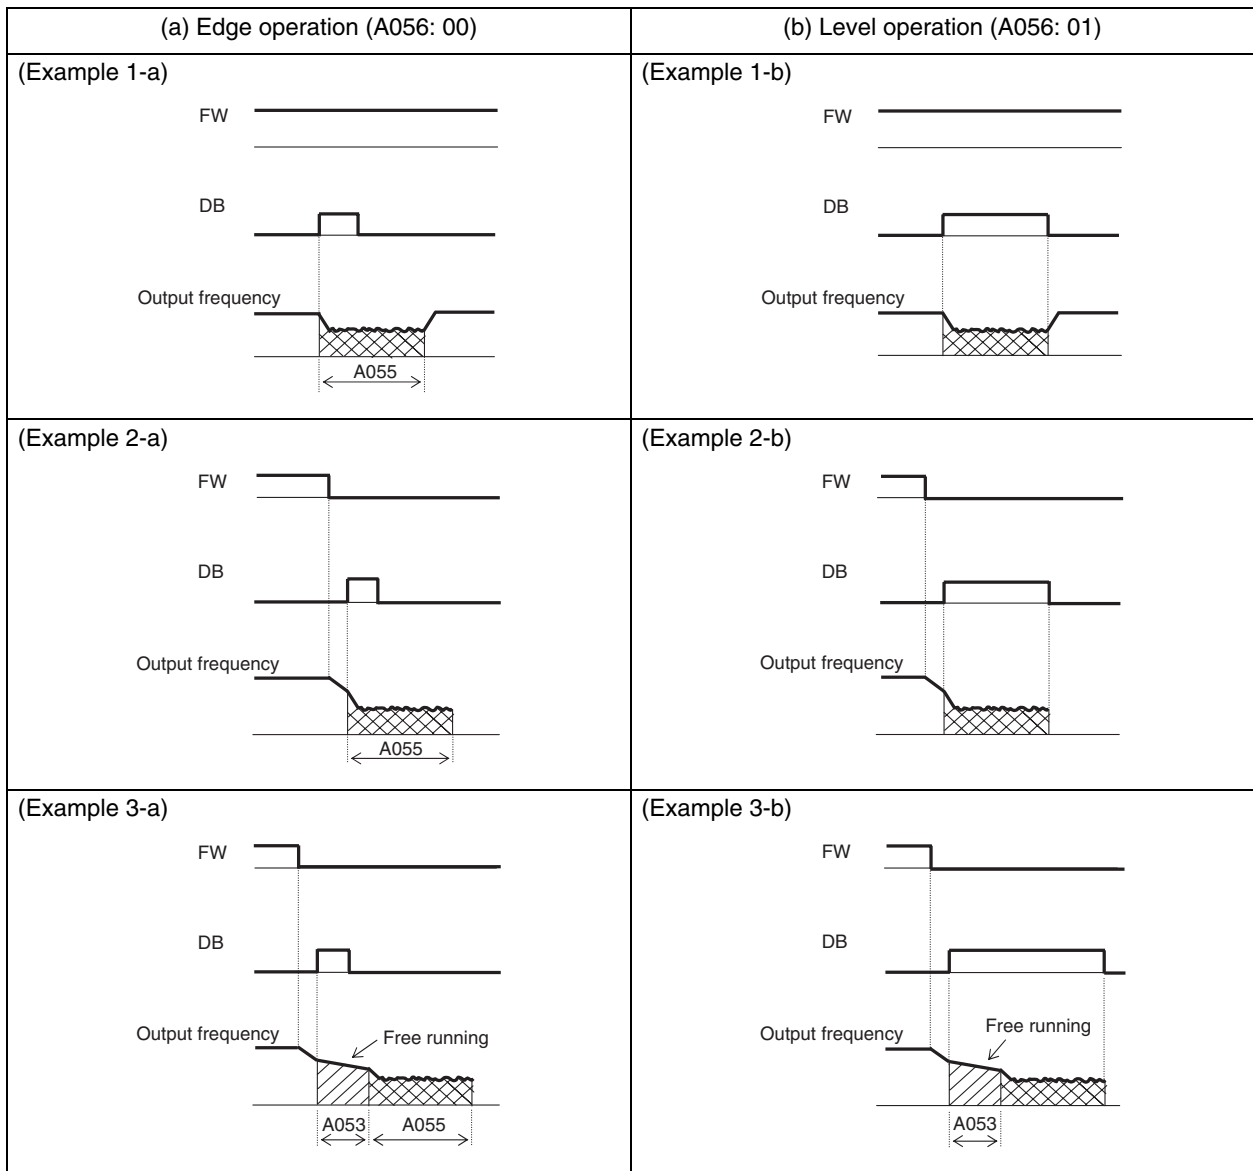 (a) Edge operation (A056: 00)
(b) Level operation (A056: 01)
(Example 1-a)
FW
DB
Output frequency
A055
(Example 1-b)
FW
DB
Output frequency
(Example 2-a)
FW
DB
Output frequency
A055
(Example 2-b)
FW
DB
Output frequency
(Example 3-a)
FW
DB
Output frequency
Free running
A053
A055
(Example 3-b)
FW
DB
Output frequency
Free running
A053